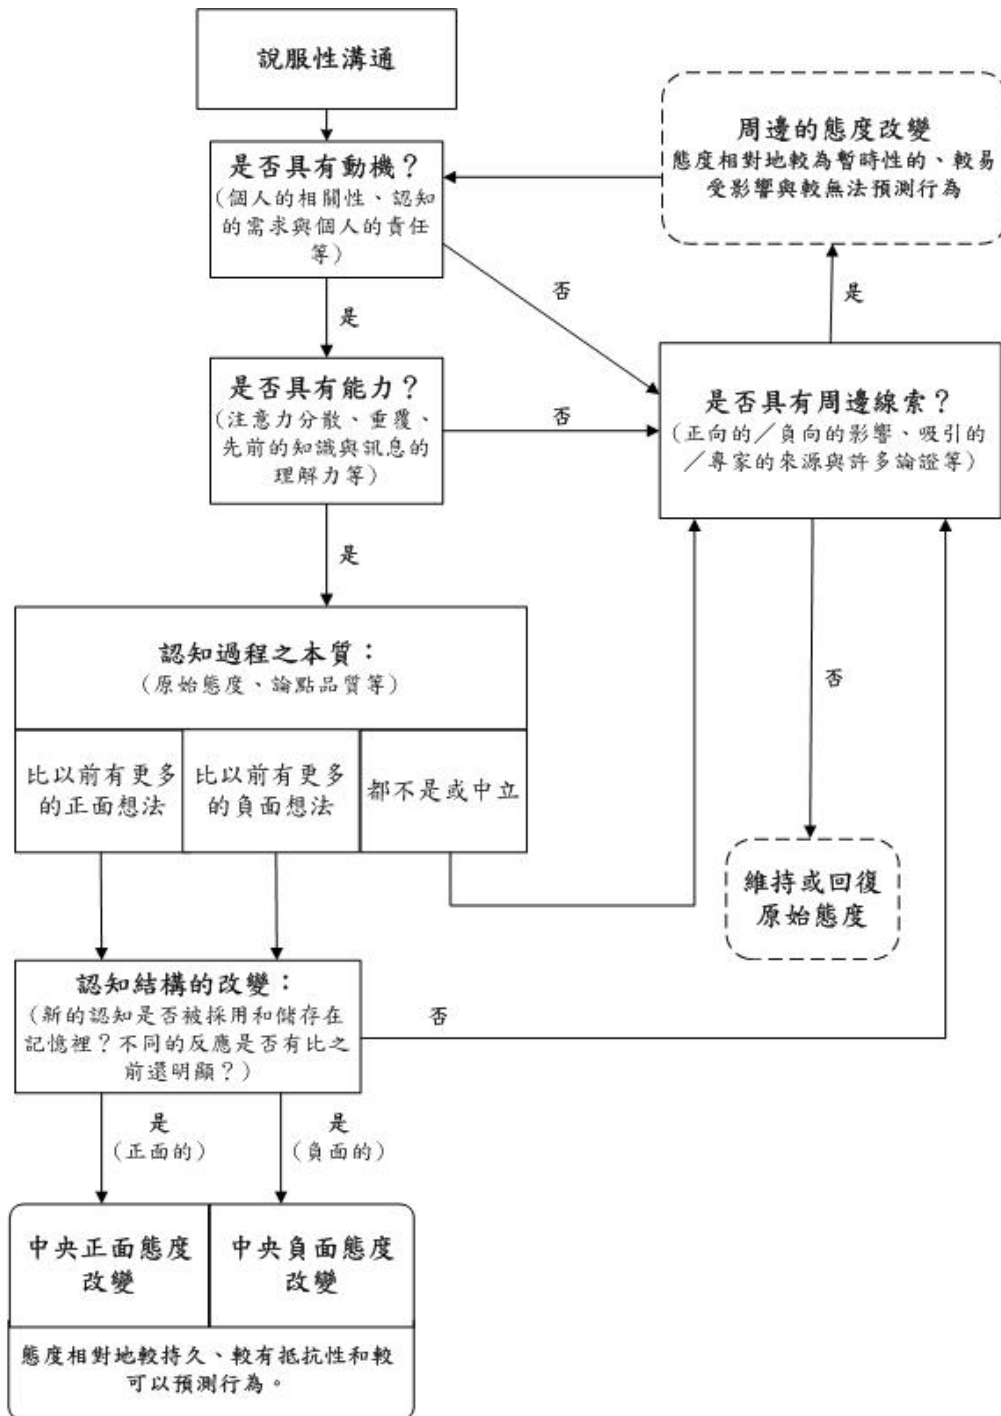 說服性溝通
是否具有動機？
（個人的相關性、認知
的需求與個人的責任
等）
周邊的態度改變
態度相對地較為暫時性的、較易
受影響與較無法預測行為
否
是
是
是否具有能力？
（注意力分散、重覆、
先前的知識與訊息的
理解力等）
否
是否具有周邊線索？
（正向的／負向的影響、吸引的
／專家的來源與許多論證等）
是
認知過程之本質：
（原始態度、論點品質等）
否
比以前有更多
的正面想法
比以前有更多
的負面想法
都不是或中立
維持或回復
原始態度
認知結構的改變：
（新的認知是否被採用和儲存在
記憶裡？不同的反應是否有比之
前還明顯？）
否
是
（正面的）
是
（負面的）
中央正面態度
改變
中央負面態度
改變
態度相對地較持久、較有抵抗性和較
可以預測行為。